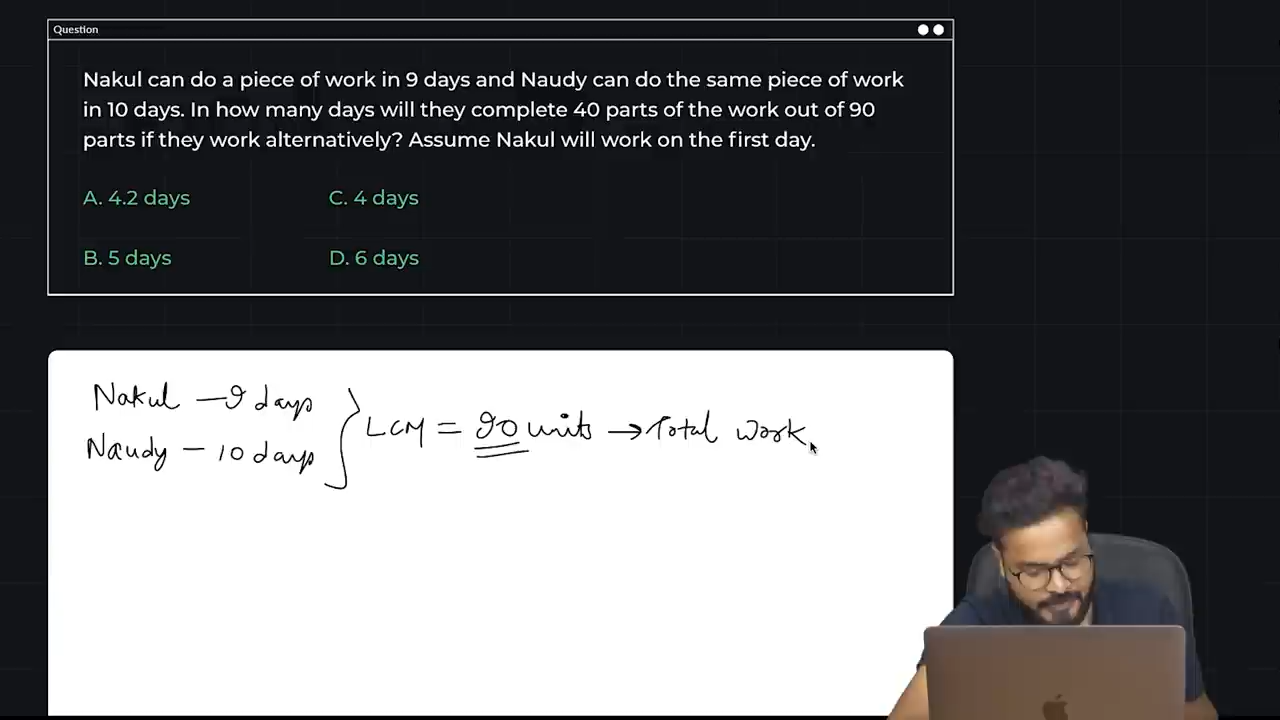 Question
Nakul can do a piece of work in 9 days and Naudy can do the same piece of work
in 10 days. In how many days will they complete 40 parts of the work out of 90
parts if they work alternatively? Assume Nakul will work on the first day.
A. 4.2 days
C. 4 days
B. 5 days
D. 6 days
Nakul — 9 days
Naudy — 10 days
LCM = 90 units → Total work